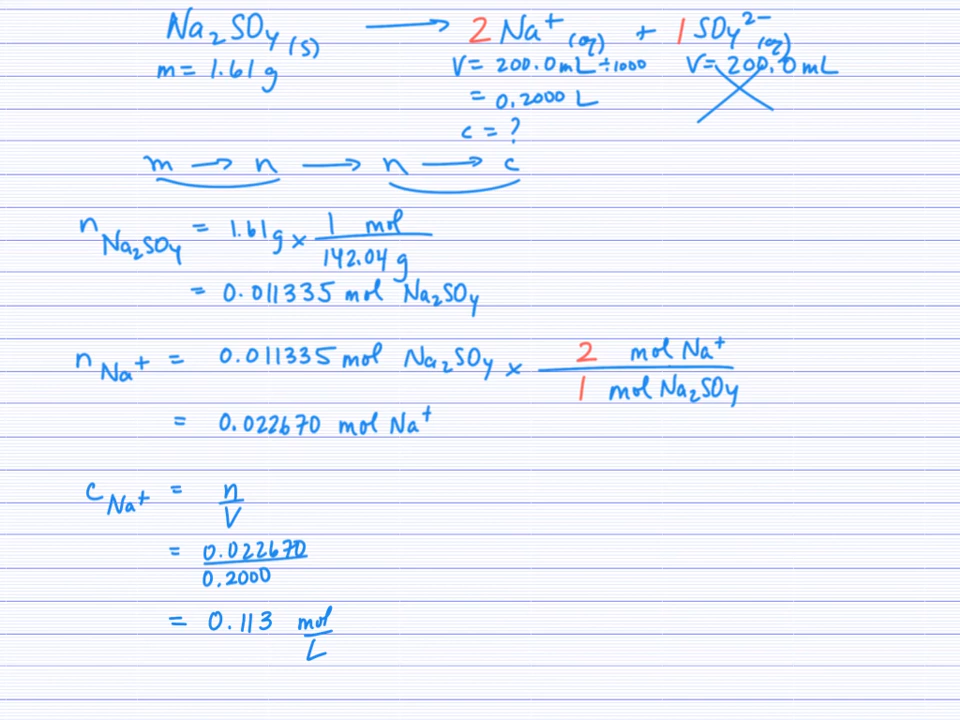 Na₂SO₄ (s) ⟶ 2 Na⁺ (aq) + 1 SO₄²⁻ (aq)
m = 1.61 g V = 200.0 mL ÷ 1000 V = 200.0 mL
= 0.2000 L
c = ?
m → n ⟶ n ⟶ c
n Na₂SO₄ = 1.61 g × 1 mol / 142.04 g
= 0.011335 mol Na₂SO₄
n Na⁺ = 0.011335 mol Na₂SO₄ × 2 mol Na⁺ / 1 mol Na₂SO₄
= 0.022670 mol Na⁺
c Na⁺ = n / V
= 0.022670 / 0.2000
= 0.113 mol / L